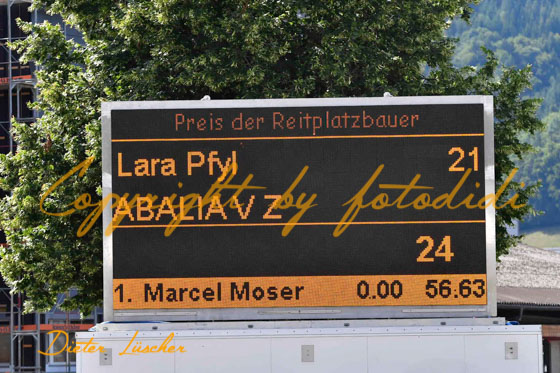 Preis der Reitplatzbauer
Lara Pfyl 21
Copyright by fotodidi
ABALIA V Z
24
1. Marcel Moser 0.00 56.63
Dieter Lüscher